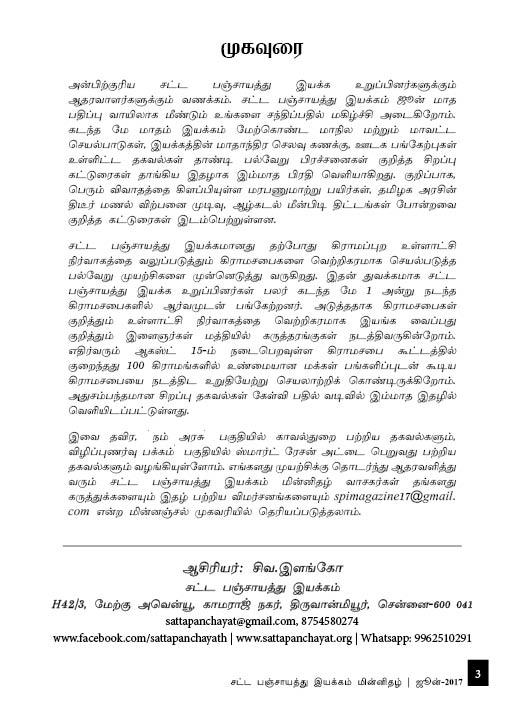 முகவுரை
அன்பிற்குரிய சட்ட பஞ்சாயத்து இயக்க உறுப்பினர்களுக்கும்
ஆதரவாளர்களுக்கும் வணக்கம். சட்ட பஞ்சாயத்து இயக்கம் ஜூன் மாத
பதிப்பு வாயிலாக மீண்டும் உங்களை சந்திப்பதில் மகிழ்ச்சி அடைகிறோம்.
கடந்த மே மாதம் இயக்கம் மேற்கொண்ட மாநில மற்றும் மாவட்ட
செயல்பாடுகள், இயக்கத்தின் மாதாந்திர செலவு கணக்கு, ஊடக பங்கேற்புகள்
உள்ளிட்ட தகவல்கள் தாண்டி பல்வேறு பிரச்சனைகள் குறித்த சிறப்பு
கட்டுரைகள் தாங்கிய இதழாக இம்மாத பிரதி வெளியாகிறது. குறிப்பாக,
பெரும் விவாதத்தை கிளப்பியுள்ள மரபணுமாற்று பயிர்கள், தமிழக அரசின்
திடீர் மணல் விற்பனை முடிவு, ஆழ்கடல் மீன்பிடி திட்டங்கள் போன்றவை
குறித்த கட்டுரைகள் இடம்பெற்றுள்ளன.
சட்ட பஞ்சாயத்து இயக்கமானது தற்போது கிராமப்புற உள்ளாட்சி
நிர்வாகத்தை வலுப்படுத்தும் கிராமசபைகளை வெற்றிகரமாக செயல்படுத்த
பல்வேறு முயற்சிகளை முன்னெடுத்து வருகிறது. இதன் துவக்கமாக சட்ட
பஞ்சாயத்து இயக்க உறுப்பினர்கள் பலர் கடந்த மே 1 அன்று நடந்த
கிராமசபைகளில் ஆர்வமுடன் பங்கேற்றனர். அடுத்ததாக கிராமசபைகள்
குறித்தும் உள்ளாட்சி நிர்வாகத்தை வெற்றிகரமாக இயங்க வைப்பது
குறித்தும் இளைஞர்கள் மத்தியில் கருத்தரங்குகள் நடத்திவருகின்றோம்.
எதிர்வரும் ஆகஸ்ட் 15-ம் நடைபெறவுள்ள கிராமசபை கூட்டத்தில்
குறைந்தது 100 கிராமங்களில் உண்மையான மக்கள் பங்களிப்புடன் கூடிய
கிராமசபையை நடத்திட உறுதியேற்று செயலாற்றிக் கொண்டிருக்கிறோம்.
அதுசம்பந்தமான சிறப்பு தகவல்கள் கேள்வி பதில் வடிவில் இம்மாத இதழில்
வெளியிடப்பட்டுள்ளது.
இவை தவிர, 'நம் அரசு' பகுதியில் காவல்துறை பற்றிய தகவல்களும்,
விழிப்புணர்வு பக்கம் பகுதியில் ஸ்மார்ட் ரேசன் அட்டை பெறுவது பற்றிய
தகவல்களும் வழங்கியுள்ளோம். எங்களது முயற்சிக்கு தொடர்ந்து ஆதரவளித்து
வரும் சட்ட பஞ்சாயத்து இயக்கம் மின்னிதழ் வாசகர்கள் தங்களது
கருத்துக்களையும் இதழ் பற்றிய விமர்சனங்களையும் spimagazine17@gmail.
com என்ற மின்னஞ்சல் முகவரியில் தெரியப்படுத்தலாம்.
ஆசிரியர்: சிவ.இளங்கோ
சட்ட பஞ்சாயத்து இயக்கம்
H42/3, மேற்கு அவென்யூ, காமராஜ் நகர், திருவான்மியூர், சென்னை-600 041
sattapanchayat@gmail.com, 8754580274
www.facebook.com/sattapanchayath | www.sattapanchayat.org | Whatsapp: 9962510291
சட்ட பஞ்சாயத்து இயக்கம் மின்னிதழ் | ஜூன்-2017 3